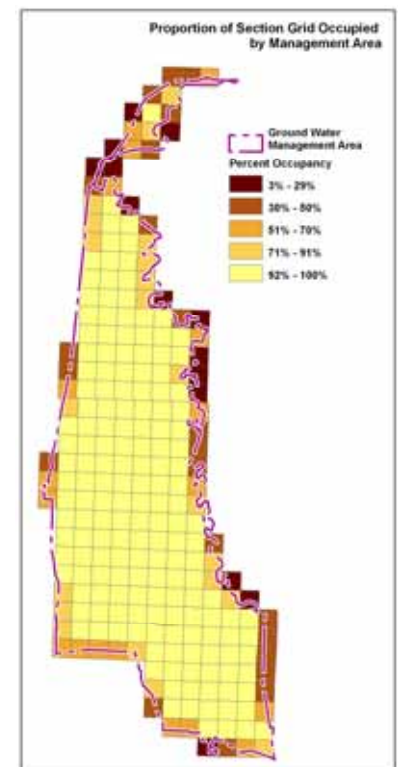 Proportion of Section Grid Occupied
by Management Area
Ground Water
Management Area
Percent Occupancy
3% - 29%
30% - 50%
51% - 70%
71% - 91%
92% - 100%